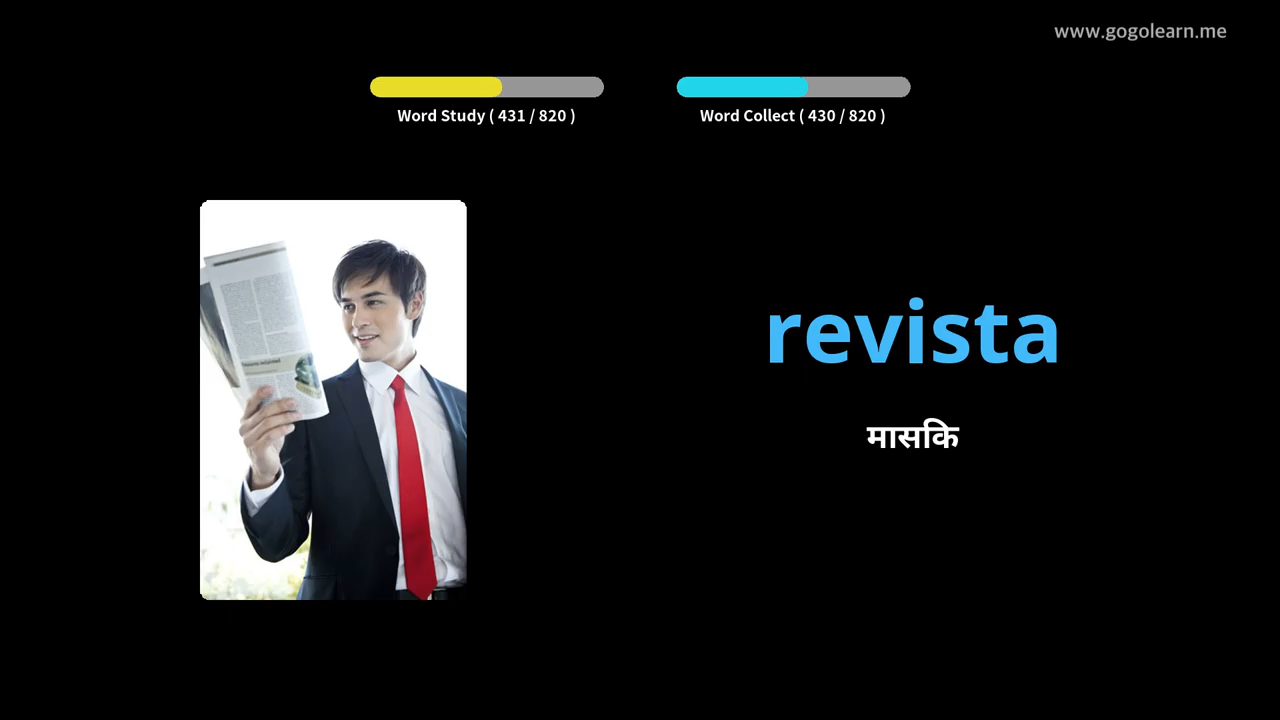 www.gogolearn.me
Word Study ( 431 / 820 )
Word Collect ( 430 / 820 )
revista
मासकि